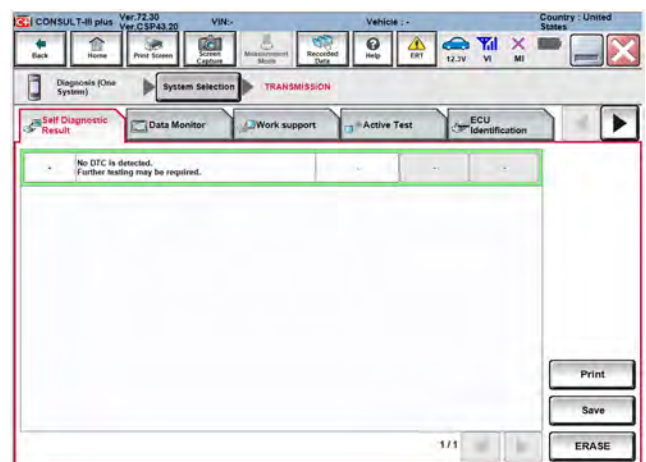 CONSULT-III plus
Ver.72.30
Ver.CSP43.20
VIN:-
Vehicle : -
Country : United
States
Back
Home
Print Screen
Screen
Capture
Measurement
Mode
Recorded
Data
Help
ERT
12.3V
VI
MI
Diagnosis (One
System)
System Selection
TRANSMISSION
Self Diagnostic
Result
Data Monitor
Work support
Active Test
ECU
Identification
-
No DTC is detected.
Further testing may be required.
-
-
-
Print
Save
1/1
ERASE